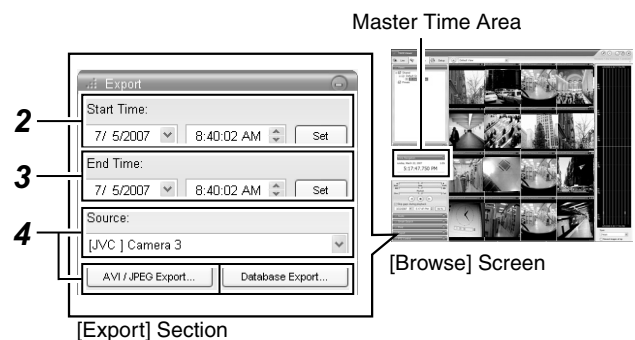 Master Time Area
Export
Start Time:
2
7/ 5/2007 8:40:02 AM Set
End Time:
3
7/ 5/2007 8:40:02 AM Set
Source:
4
[JVC ] Camera 3
AVI / JPEG Export... Database Export...
[Export] Section
5:17:47.750 PM
[Browse] Screen